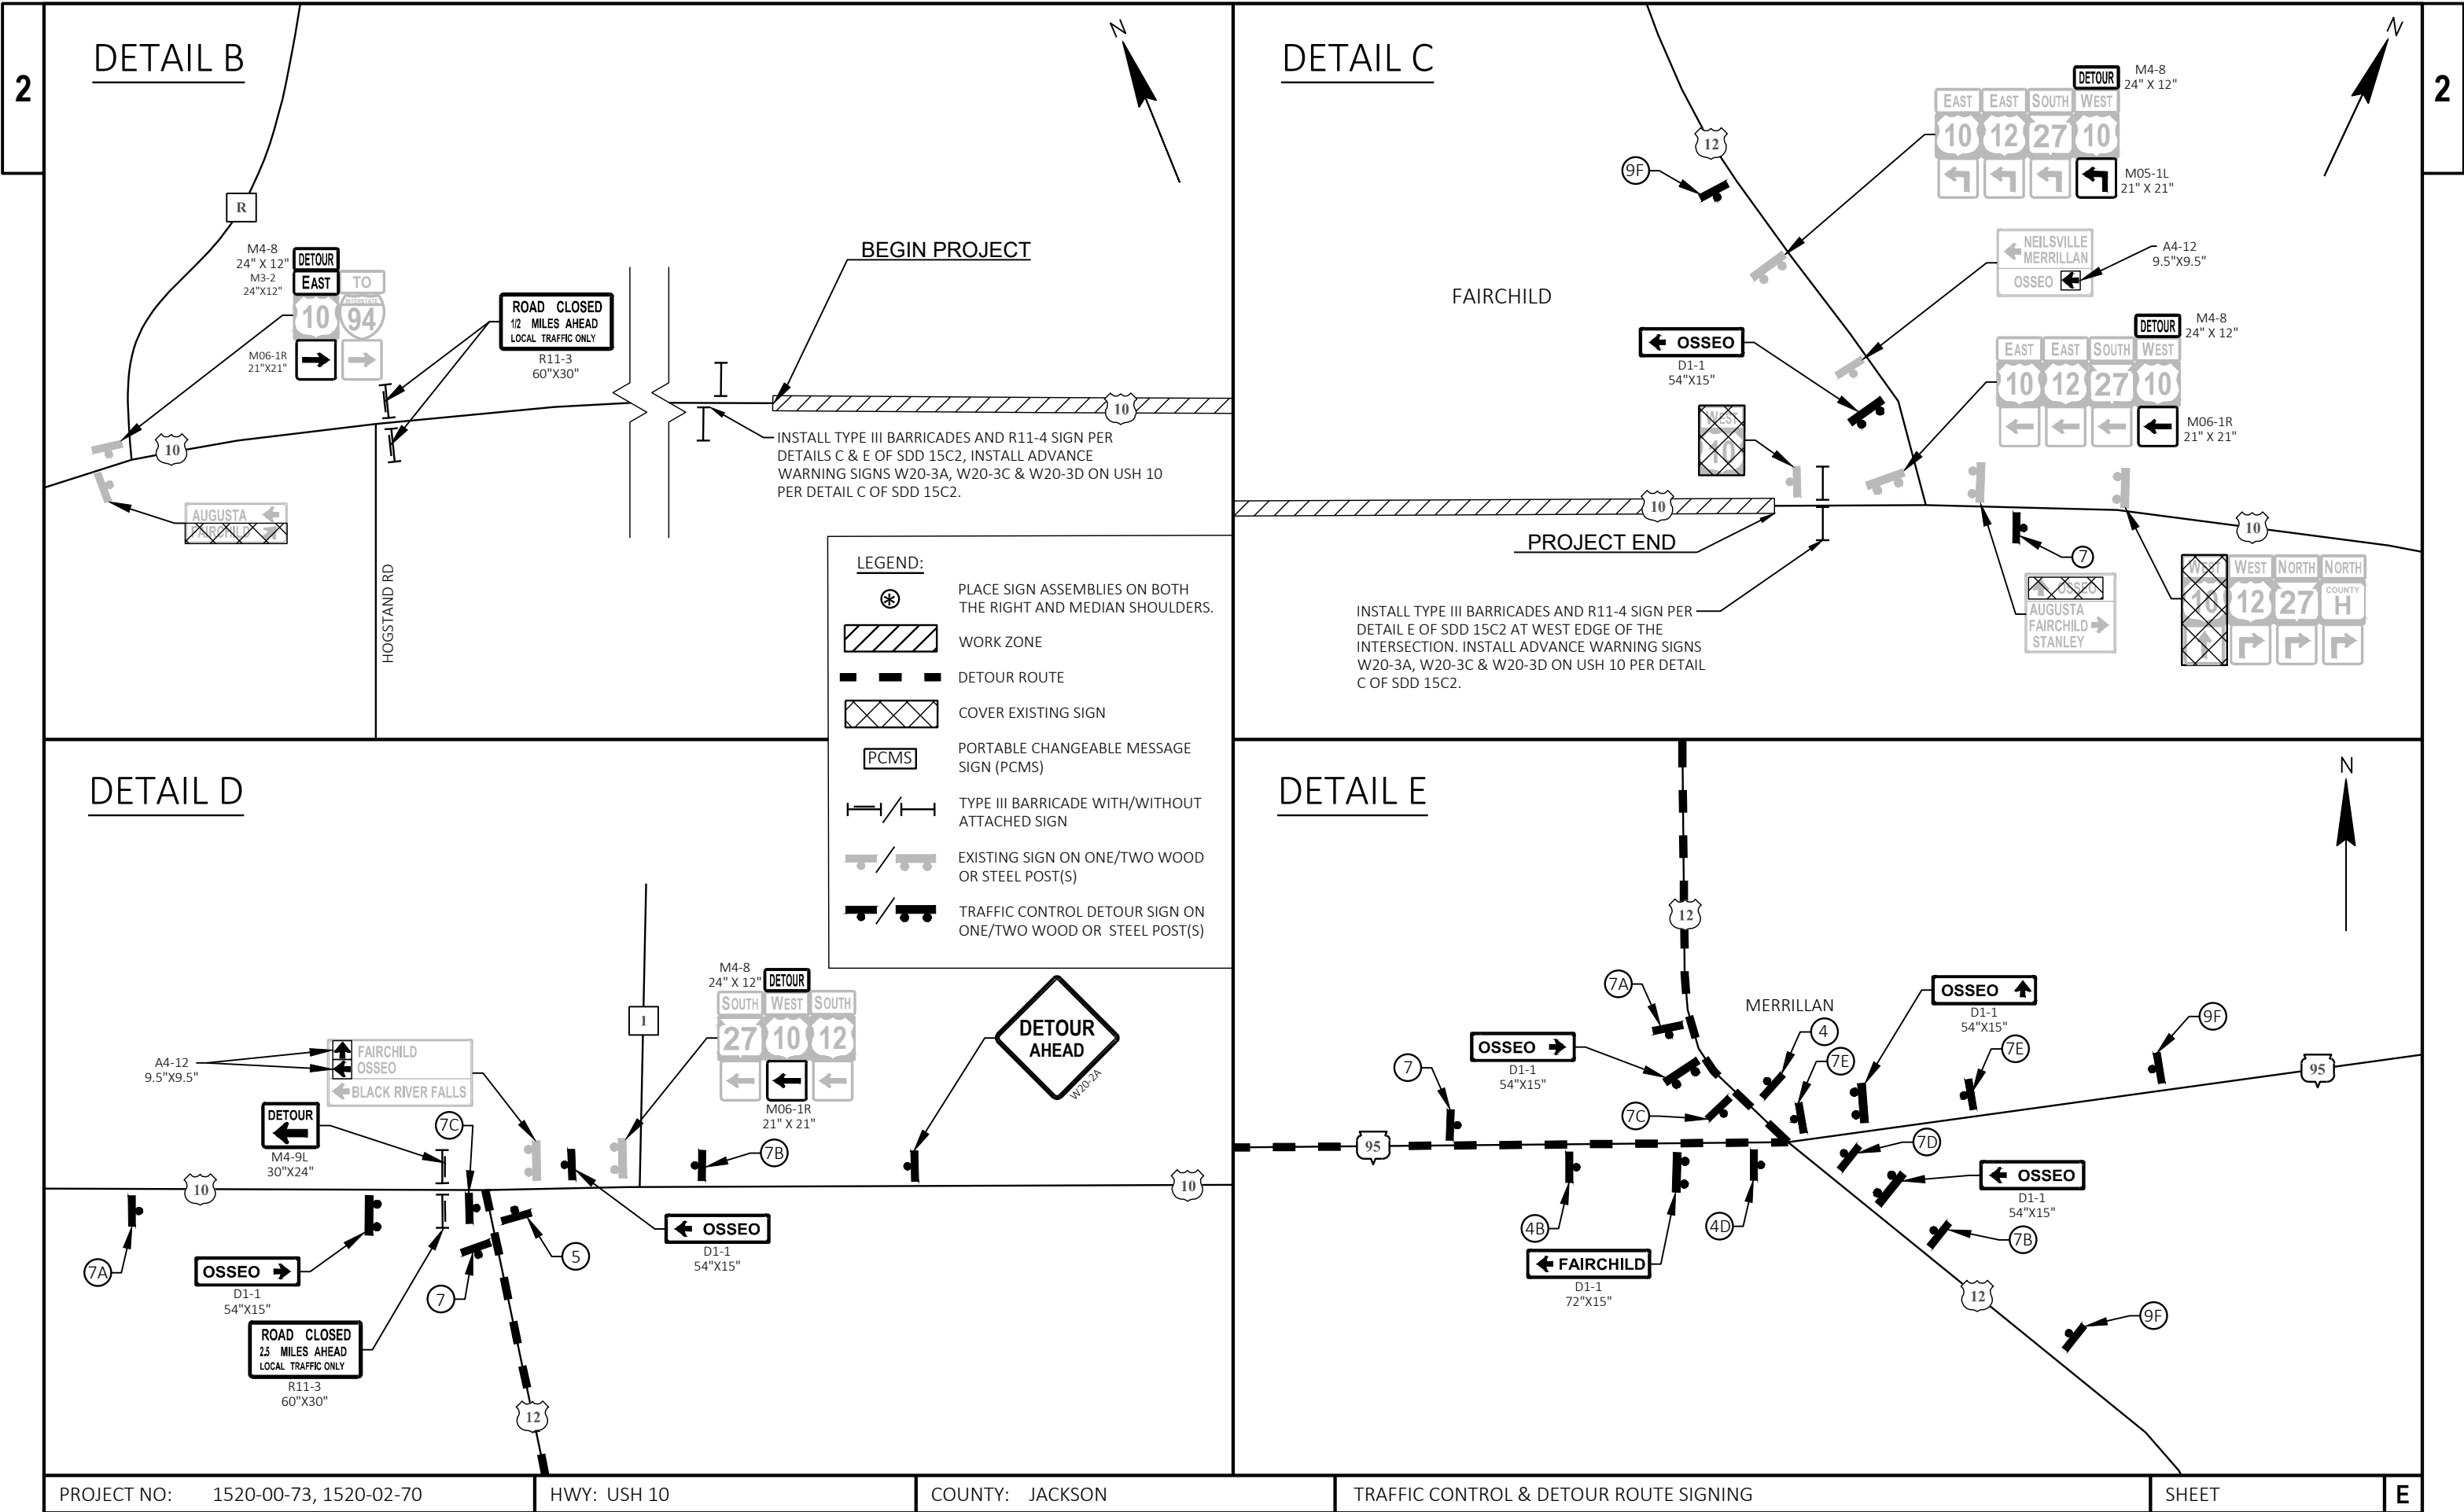 2
2
DETAIL B
N
R
M4-8
24" X 12"
M3-2
24"X12"
DETOUR
EAST
TO
10
INTERSTATE
94
M06-1R
21"X21"
ROAD CLOSED
1/2 MILES AHEAD
LOCAL TRAFFIC ONLY
R11-3
60"X30"
BEGIN PROJECT
10
10
INSTALL TYPE III BARRICADES AND R11-4 SIGN PER
DETAILS C & E OF SDD 15C2, INSTALL ADVANCE
WARNING SIGNS W20-3A, W20-3C & W20-3D ON USH 10
PER DETAIL C OF SDD 15C2.
AUGUSTA
FAIRCHILD
HOGSTAND RD
LEGEND:
PLACE SIGN ASSEMBLIES ON BOTH
THE RIGHT AND MEDIAN SHOULDERS.
WORK ZONE
DETOUR ROUTE
COVER EXISTING SIGN
PCMS
PORTABLE CHANGEABLE MESSAGE
SIGN (PCMS)
TYPE III BARRICADE WITH/WITHOUT
ATTACHED SIGN
EXISTING SIGN ON ONE/TWO WOOD
OR STEEL POST(S)
TRAFFIC CONTROL DETOUR SIGN ON
ONE/TWO WOOD OR STEEL POST(S)
DETAIL C
N
12
9F
DETOUR
M4-8
24" X 12"
EAST EAST SOUTH WEST
10 12 27 10
M05-1L
21" X 21"
NEILSVILLE
MERRILLAN
OSSEO
A4-12
9.5"X9.5"
FAIRCHILD
OSSEO
D1-1
54"X15"
DETOUR
M4-8
24" X 12"
EAST EAST SOUTH WEST
10 12 27 10
M06-1R
21" X 21"
WEST
10
10
PROJECT END
10
7
OSSEO
AUGUSTA
FAIRCHILD
STANLEY
WEST WEST NORTH NORTH
10 12 27 COUNTY H
INSTALL TYPE III BARRICADES AND R11-4 SIGN PER
DETAIL E OF SDD 15C2 AT WEST EDGE OF THE
INTERSECTION. INSTALL ADVANCE WARNING SIGNS
W20-3A, W20-3C & W20-3D ON USH 10 PER DETAIL
C OF SDD 15C2.
DETAIL D
M4-8
24" X 12"
DETOUR
SOUTH WEST SOUTH
27 10 12
M06-1R
21" X 21"
I
DETOUR
AHEAD
W20-2A
A4-12
9.5"X9.5"
FAIRCHILD
OSSEO
BLACK RIVER FALLS
DETOUR
M4-9L
30"X24"
7C
7B
10
10
7A
OSSEO
D1-1
54"X15"
OSSEO
D1-1
54"X15"
5
7
ROAD CLOSED
2.5 MILES AHEAD
LOCAL TRAFFIC ONLY
R11-3
60"X30"
12
DETAIL E
N
12
7A
MERRILLAN
OSSEO
D1-1
54"X15"
4
7E
OSSEO
D1-1
54"X15"
7E
9F
7
7C
95
95
4B
4D
7D
OSSEO
D1-1
54"X15"
7B
FAIRCHILD
D1-1
72"X15"
12
9F
PROJECT NO: 1520-00-73, 1520-02-70
HWY: USH 10
COUNTY: JACKSON
TRAFFIC CONTROL & DETOUR ROUTE SIGNING
SHEET
E